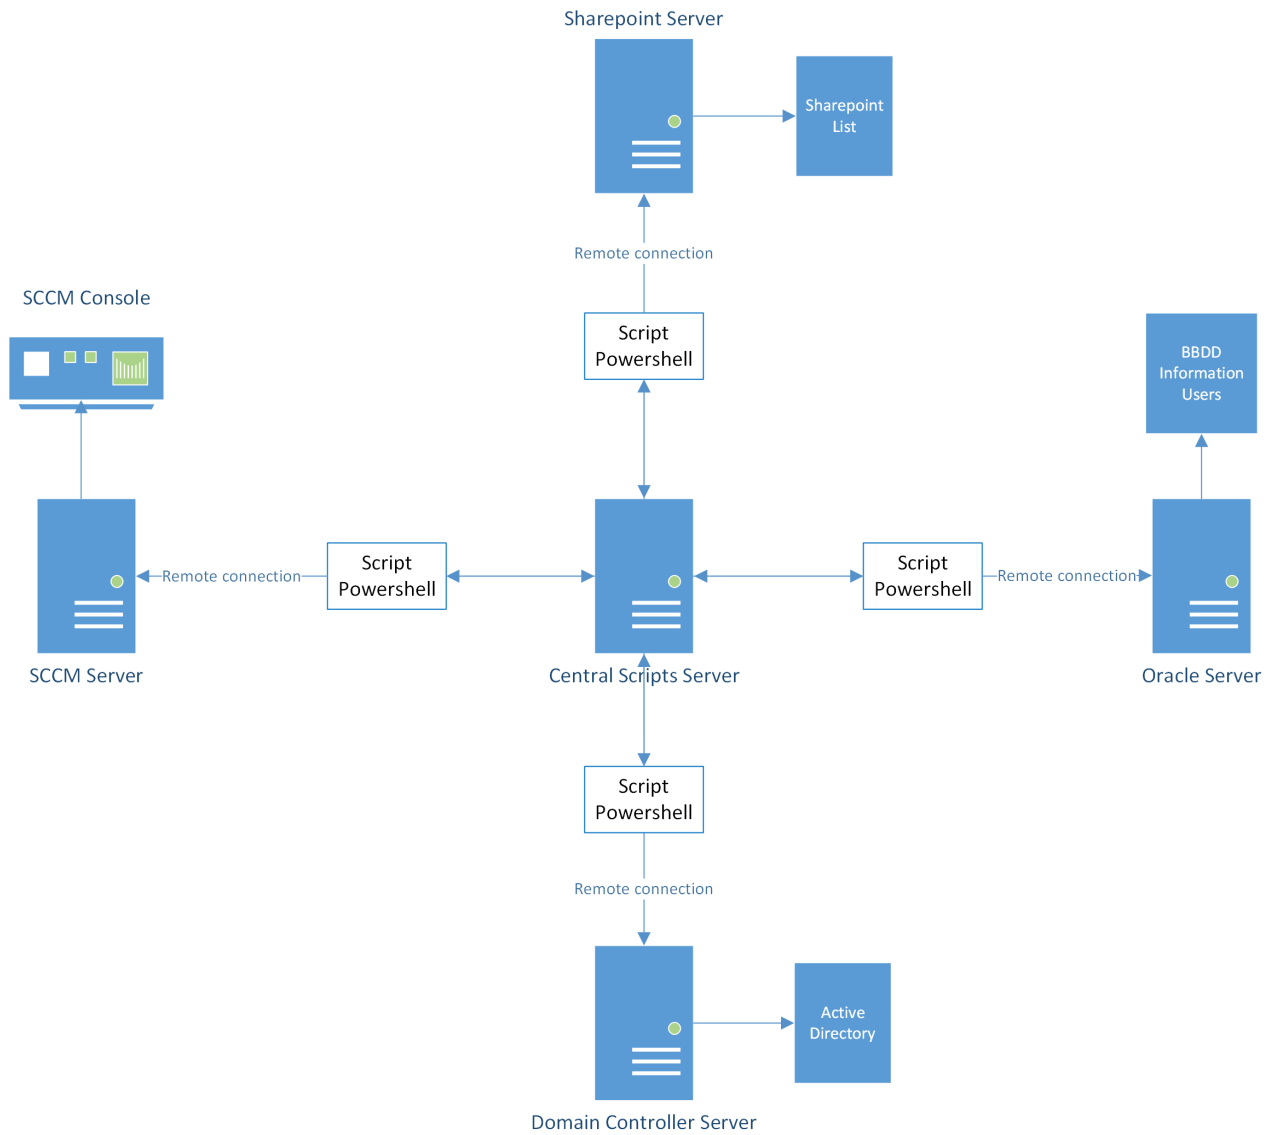 Sharepoint Server
Sharepoint
List
Remote connection
SCCM Console
Script
Powershell
BBDD
Information
Users
Script
Powershell
Remote connection
Script
Powershell
Remote connection
SCCM Server
Central Scripts Server
Oracle Server
Script
Powershell
Remote connection
Active
Directory
Domain Controller Server